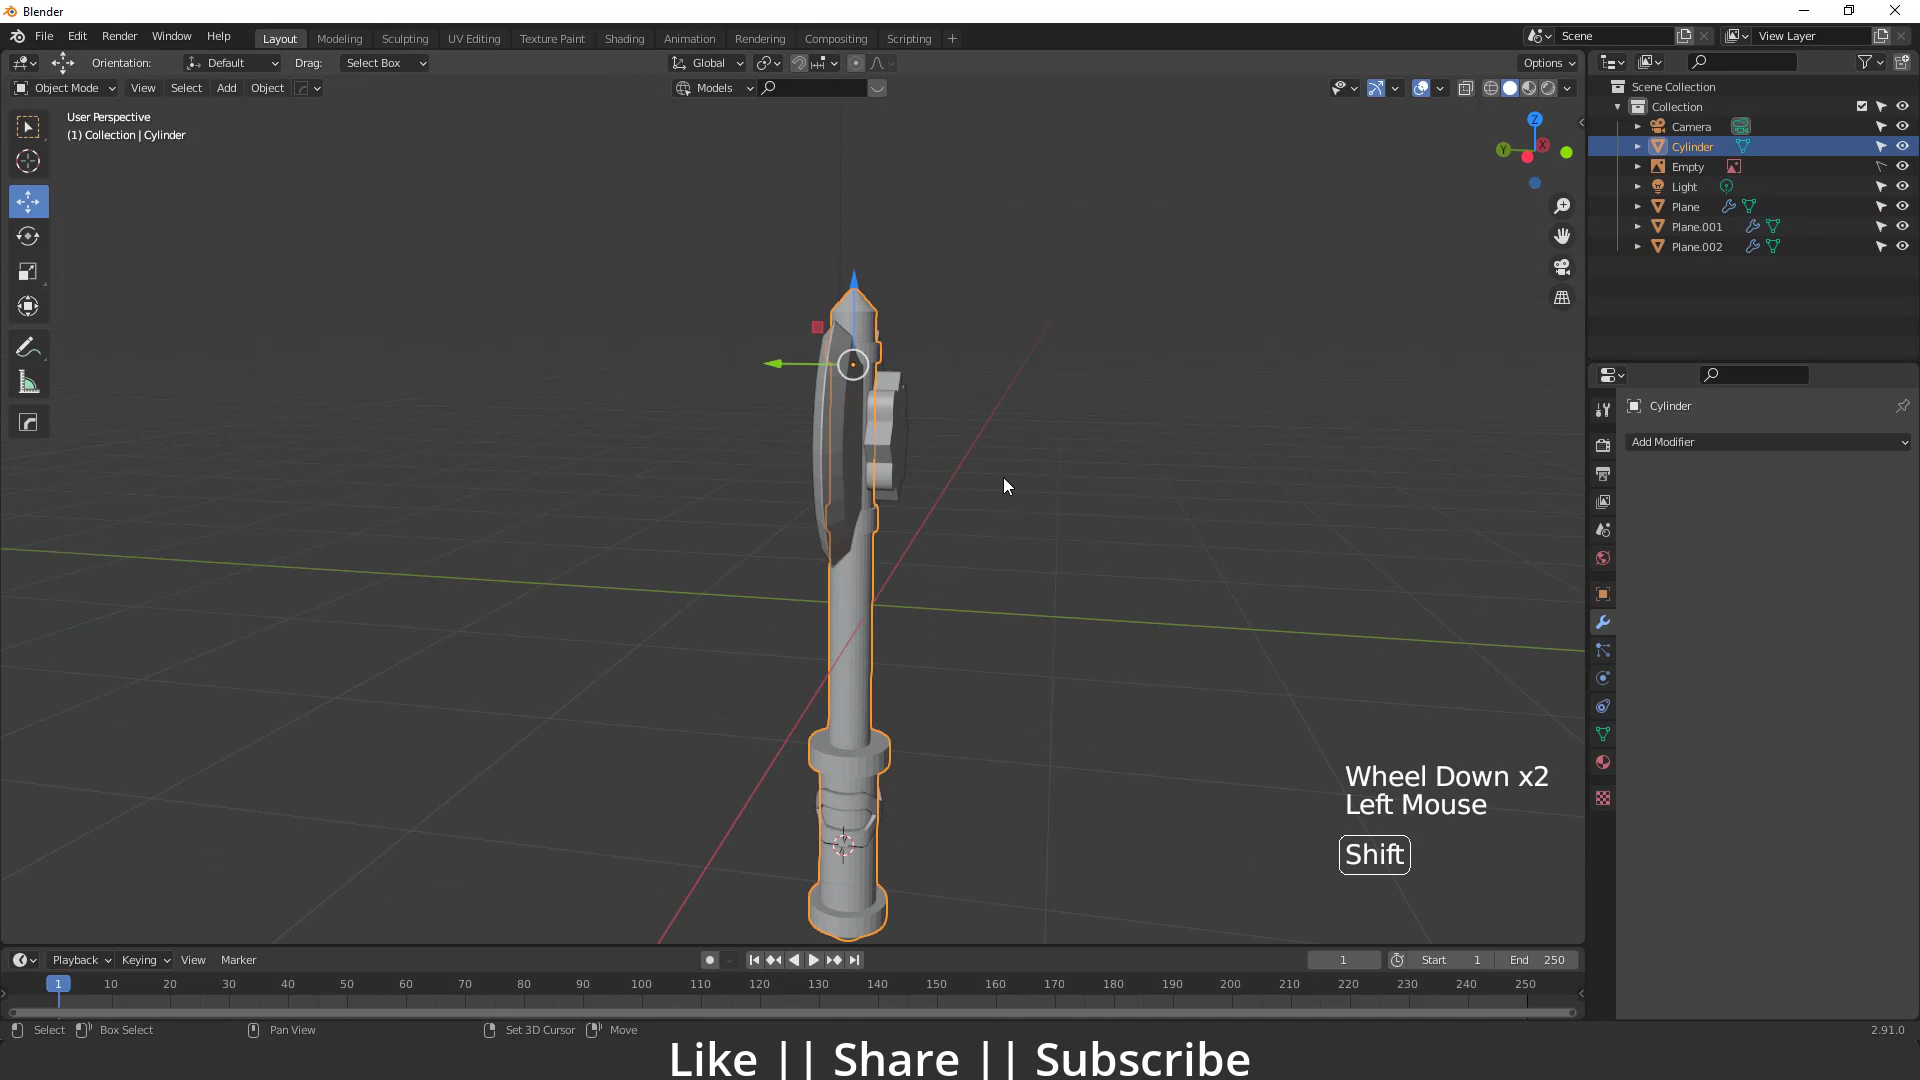 Blender
File Edit Render Window Help Layout Modeling Sculpting UV Editing Texture Paint Shading Animation Rendering Compositing Scripting Scene View Layer
Orientation: Default Drag: Select Box Global Options
Object Mode View Select Add Object Models
User Perspective
(1) Collection | Cylinder
Z
Y
X
Scene Collection
Collection
Camera
Cylinder
Empty
Light
Plane
Plane.001
Plane.002
Cylinder
Add Modifier
Wheel Down x2
Left Mouse
Shift
Playback Keying View Marker 1 Start 1 End 250
1 10 20 30 40 50 60 70 80 90 100 110 120 130 140 150 160 170 180 190 200 210 220 230 240 250
Select Box Select Pan View Set 3D Cursor Move 2.91.0
Like || Share || Subscribe